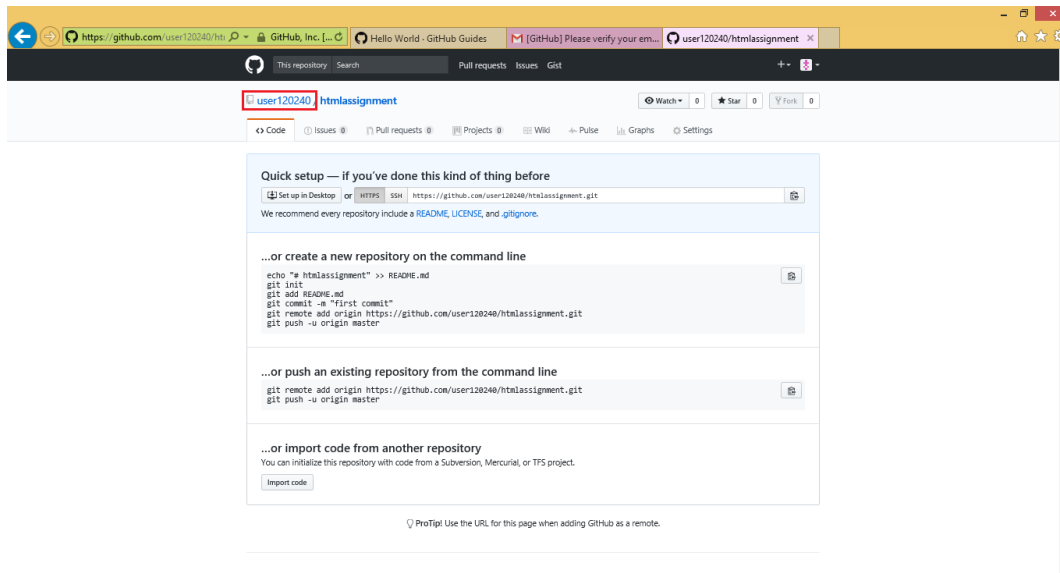 https://github.com/user120240/ht
GitHub, Inc. [...
Hello World · GitHub Guides
[GitHub] Please verify your em...
user120240/htmlassignment
This repository Search
Pull requests Issues Gist
user120240 / htmlassignment
Watch 0 Star 0 Fork 0
Code Issues 0 Pull requests 0 Projects 0 Wiki Pulse Graphs Settings
Quick setup — if you've done this kind of thing before
Set up in Desktop or HTTPS SSH https://github.com/user120240/htmlassignment.git
We recommend every repository include a README, LICENSE, and .gitignore.
...or create a new repository on the command line
echo "# htmlassignment" >> README.md
git init
git add README.md
git commit -m "first commit"
git remote add origin https://github.com/user120240/htmlassignment.git
git push -u origin master
...or push an existing repository from the command line
git remote add origin https://github.com/user120240/htmlassignment.git
git push -u origin master
...or import code from another repository
You can initialize this repository with code from a Subversion, Mercurial, or TFS project.
Import code
ProTip! Use the URL for this page when adding GitHub as a remote.